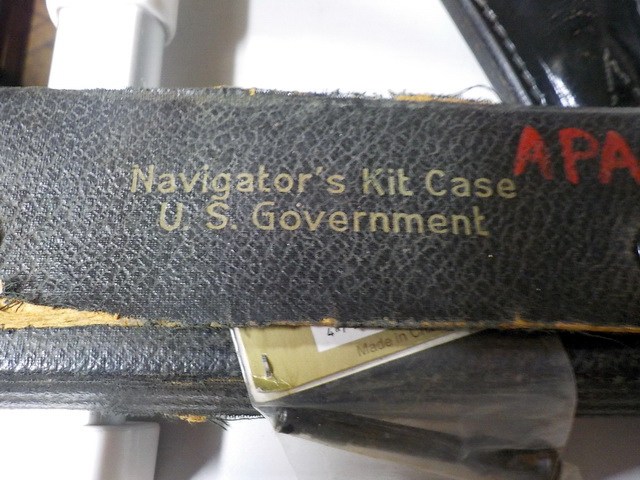 Navigator's Kit Case
U. S. Government
APA
Made in